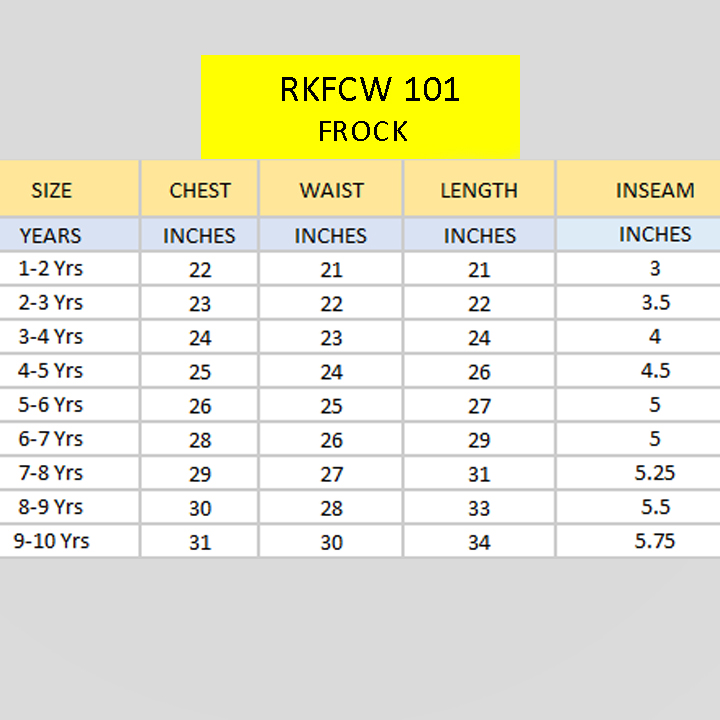 RKFCW 101
FROCK
SIZE CHEST WAIST LENGTH INSEAM
YEARS INCHES INCHES INCHES INCHES
1-2 Yrs 22 21 21 3
2-3 Yrs 23 22 22 3.5
3-4 Yrs 24 23 24 4
4-5 Yrs 25 24 26 4.5
5-6 Yrs 26 25 27 5
6-7 Yrs 28 26 29 5
7-8 Yrs 29 27 31 5.25
8-9 Yrs 30 28 33 5.5
9-10 Yrs 31 30 34 5.75